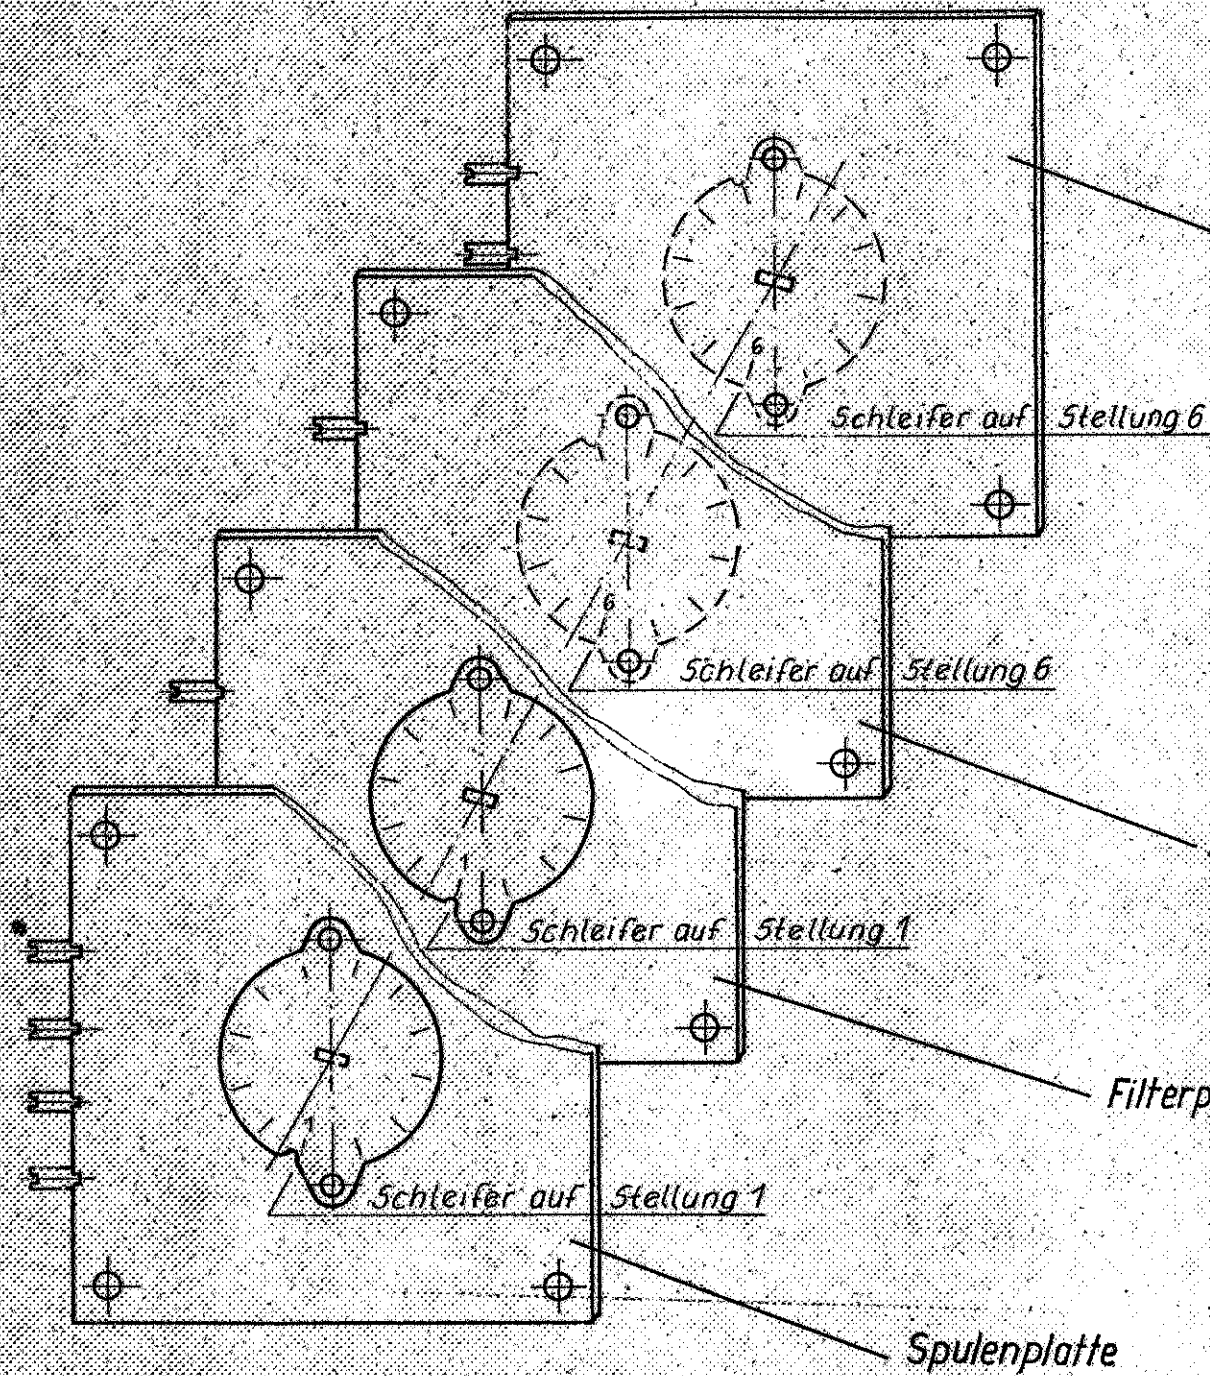 6
Schleifer auf Stellung 6
6
Schleifer auf Stellung 6
1
Schleifer auf Stellung 1
Filterp
1
Schleifer auf Stellung 1
Spulenplatte